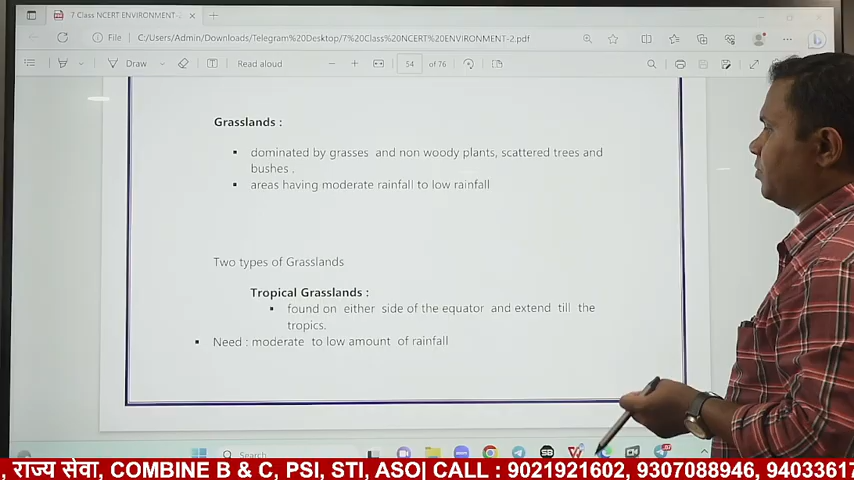 7 Class NCERT ENVIRONMENT-
File
C:/Users/Admin/Downloads/Telegram%20Desktop/7%20Class%20NCERT%20ENVIRONMENT-2.pdf
Draw
Read aloud
54
of 76
Grasslands :
dominated by grasses and non woody plants, scattered trees and
bushes .
areas having moderate rainfall to low rainfall
Two types of Grasslands
Tropical Grasslands :
found on either side of the equator and extend till the
tropics.
Need : moderate to low amount of rainfall
Search
, राज्य सेवा, COMBINE B & C, PSI, STI, ASO| CALL : 9021921602, 9307088946, 94033617